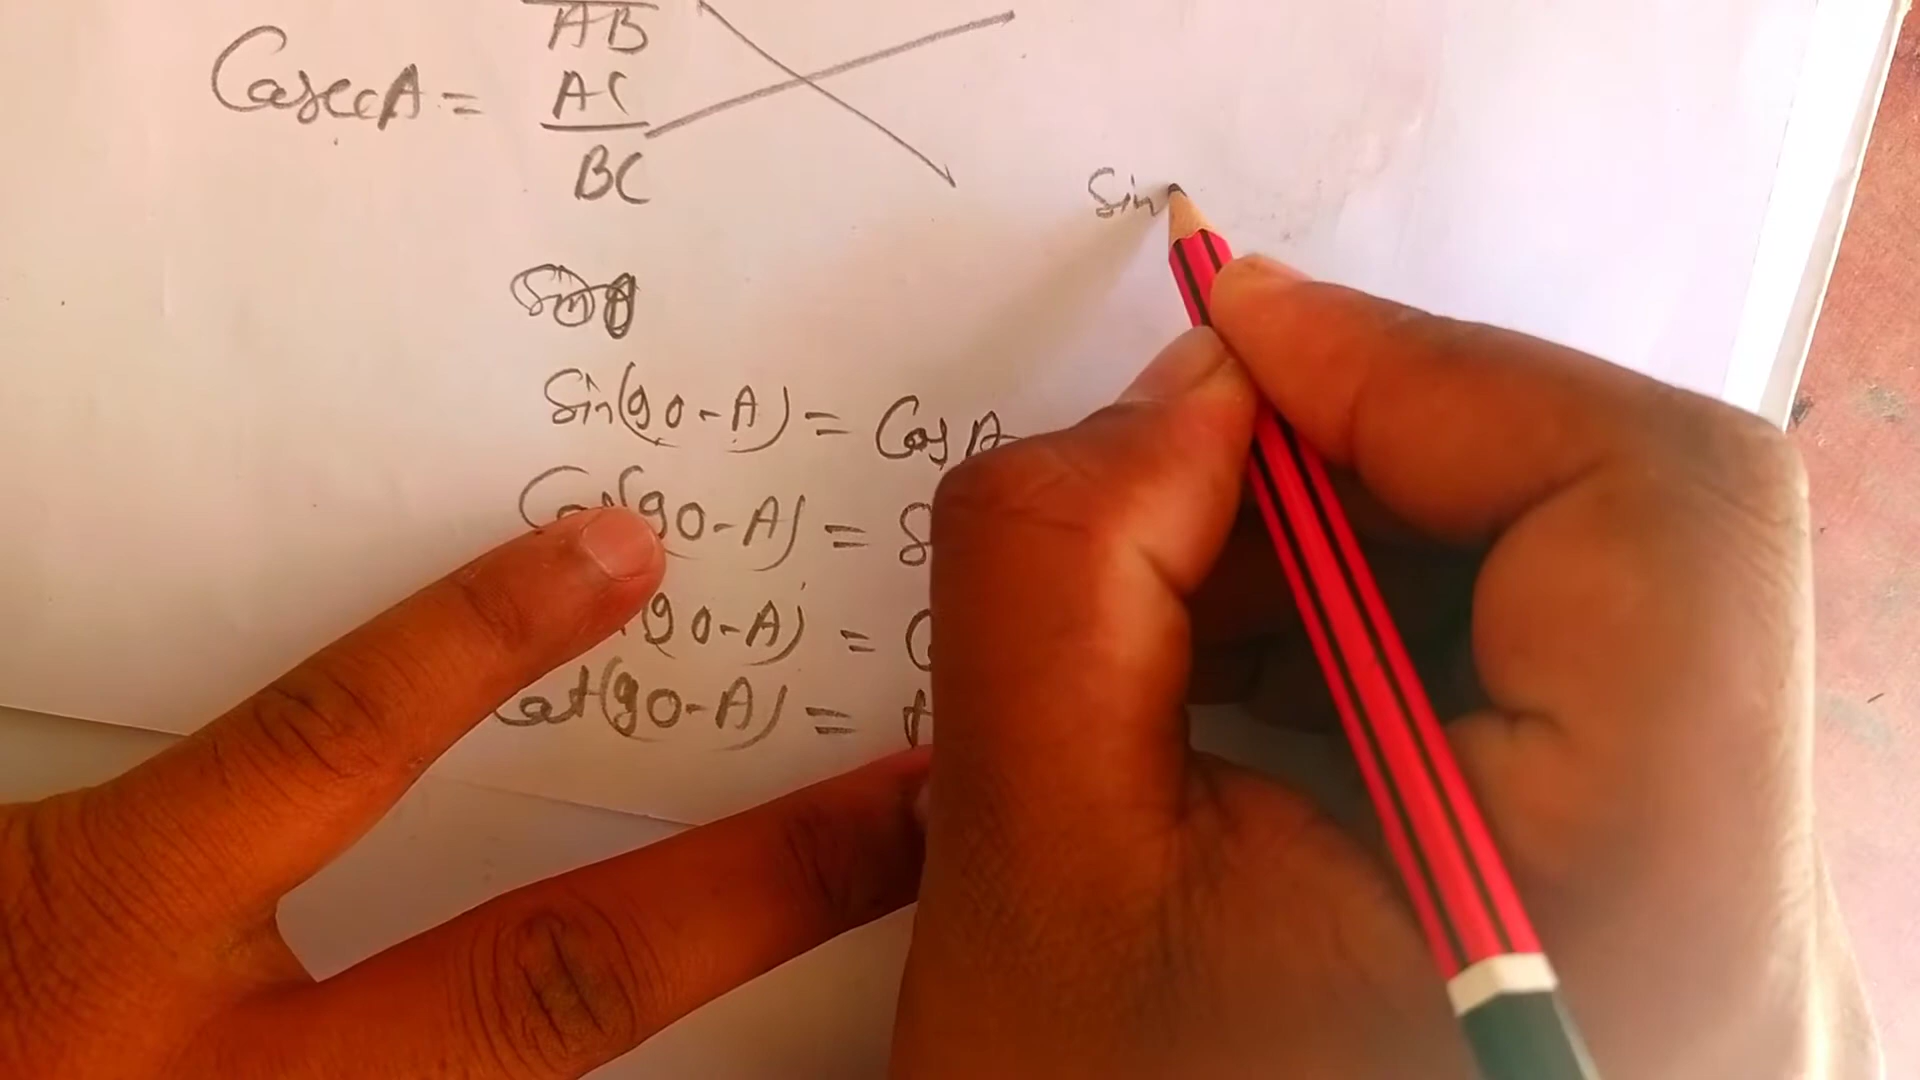 AB
CosecA = AC
BC
Sin
Sin(90-A) = Cos A
Cos(90-A) = S
(90-A) = C
Cot(90-A) = t